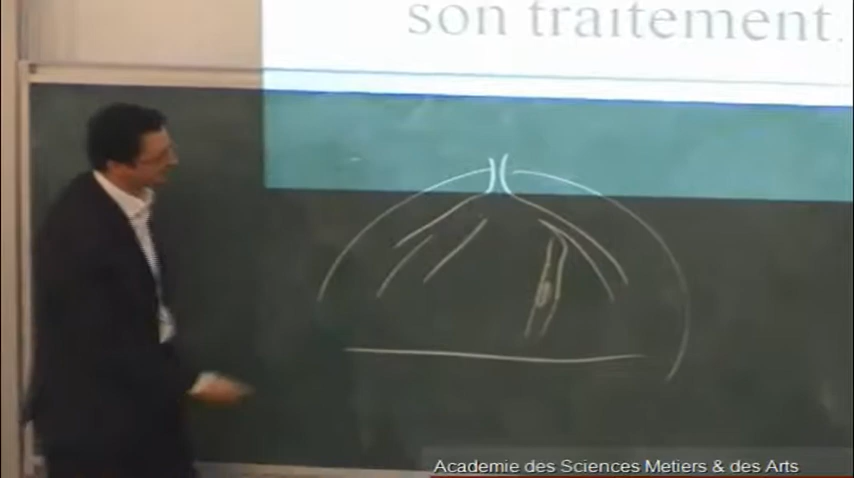 son traitement.
Academie des Sciences Metiers & des Arts